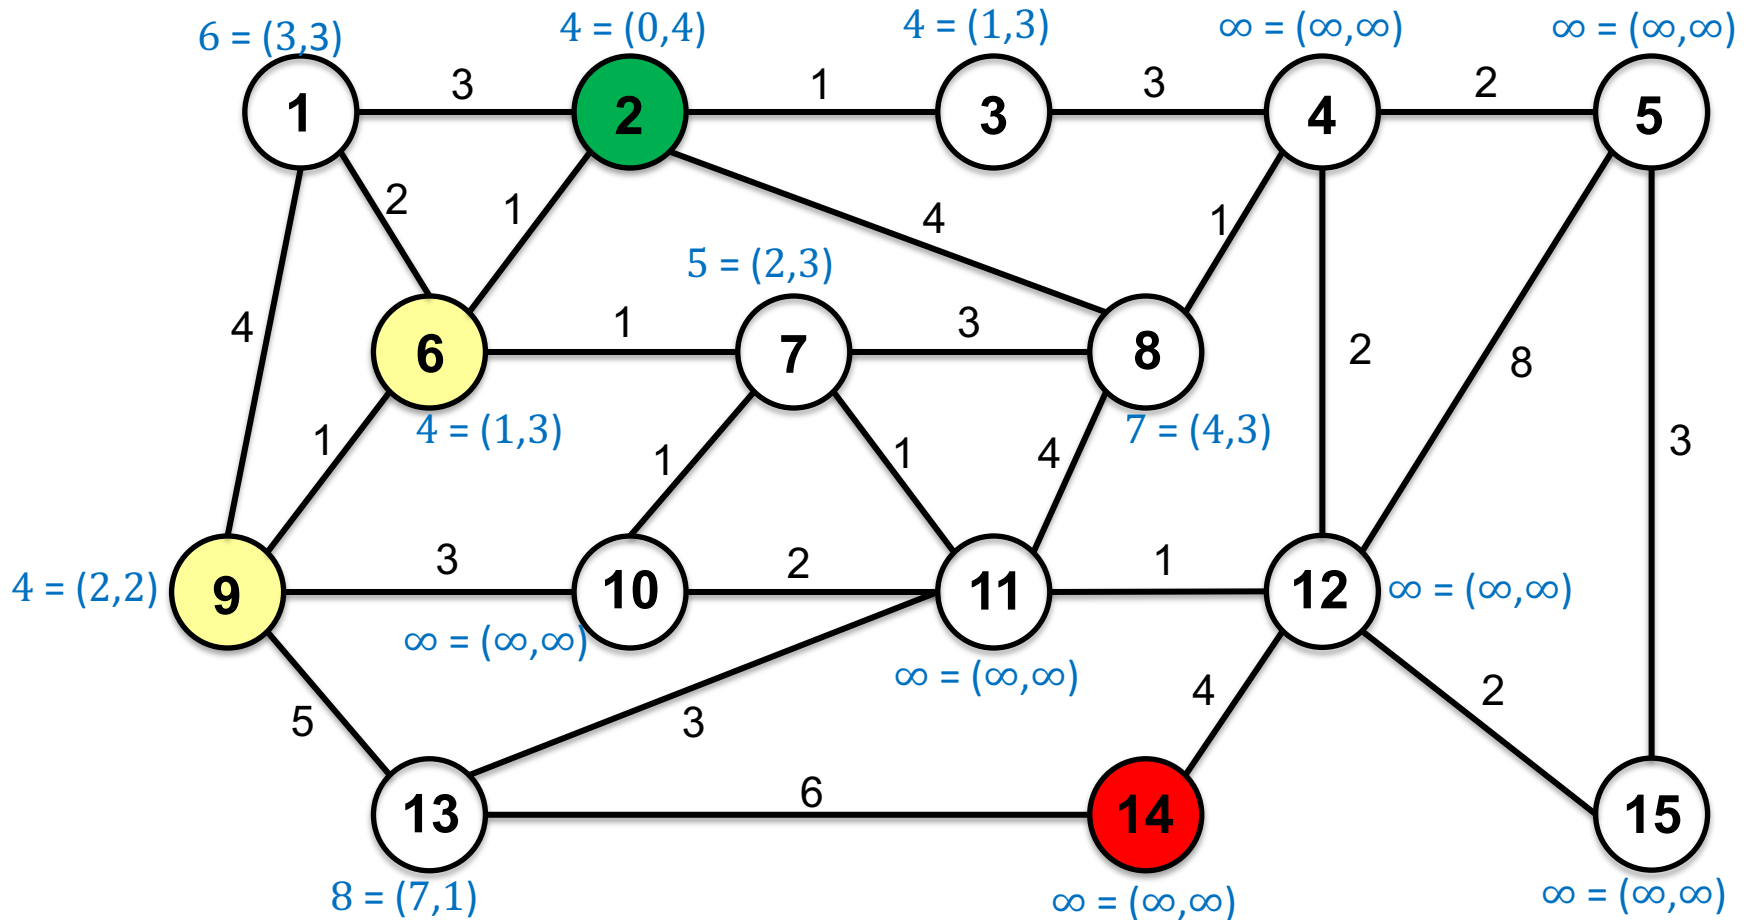 6 = (3,3)
4 = (0,4)
4 = (1,3)
∞ = (∞,∞)
∞ = (∞,∞)
1
3
2
1
3
3
4
2
5
2
1
4
1
5 = (2,3)
4
6
1
7
3
8
2
8
3
4 = (1,3)
7 = (4,3)
1
1
1
4
4 = (2,2)
9
3
10
2
11
1
12
∞ = (∞,∞)
∞ = (∞,∞)
∞ = (∞,∞)
5
3
4
2
13
6
14
15
8 = (7,1)
∞ = (∞,∞)
∞ = (∞,∞)